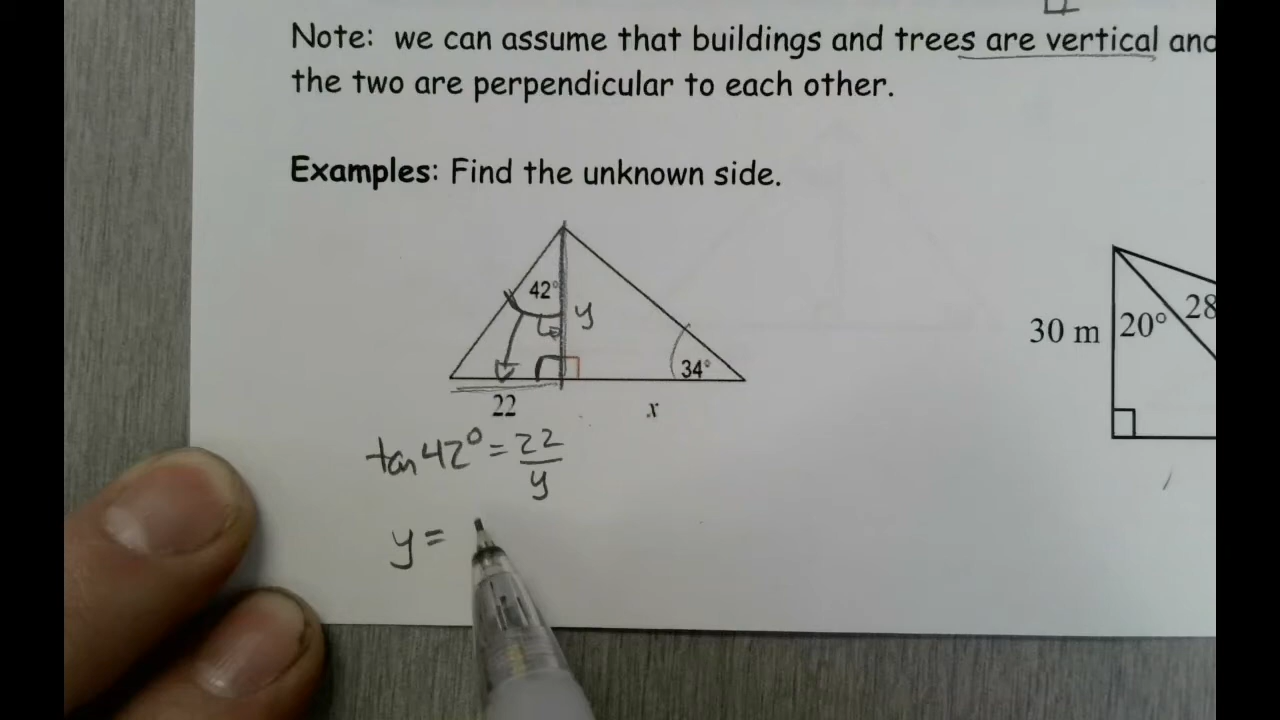 Note: we can assume that buildings and trees are vertical and
the two are perpendicular to each other.
Examples: Find the unknown side.
42°
y
34°
22
x
30 m
20°
28
tan 42° = 22/y
y =